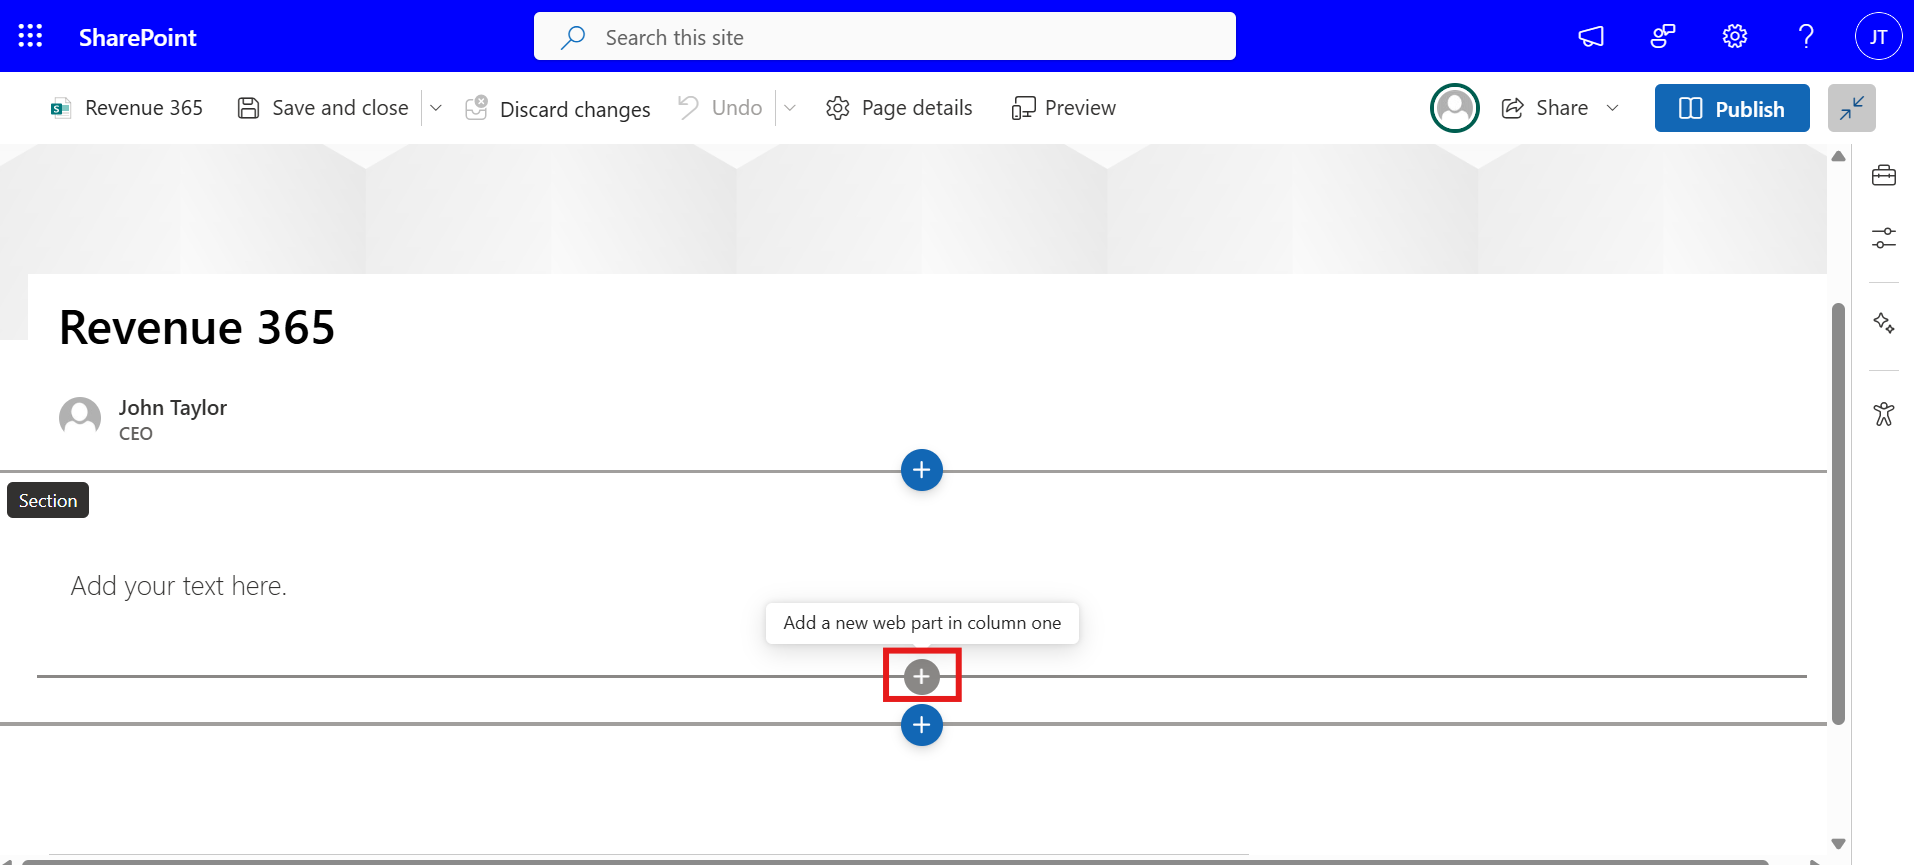 SharePoint
Search this site
JT
Revenue 365
Save and close
Discard changes
Undo
Page details
Preview
Share
Publish
Revenue 365
John Taylor
CEO
Section
Add your text here.
Add a new web part in column one